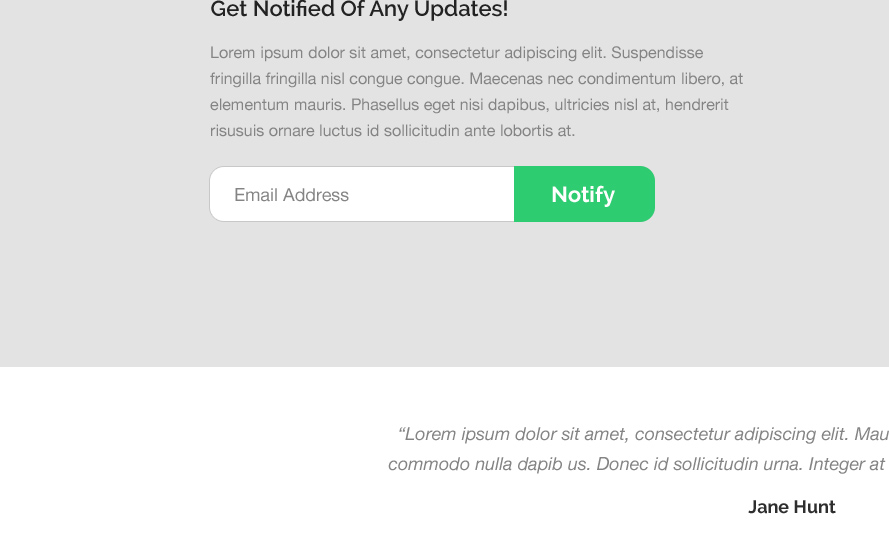 Get Notified Of Any Updates!
Lorem ipsum dolor sit amet, consectetur adipiscing elit. Suspendisse
fringilla fringilla nisl congue congue. Maecenas nec condimentum libero, at
elementum mauris. Phasellus eget nisi dapibus, ultricies nisl at, hendrerit
risusuis ornare luctus id sollicitudin ante lobortis at.
Email Address
Notify
“Lorem ipsum dolor sit amet, consectetur adipiscing elit. Mau
commodo nulla dapib us. Donec id sollicitudin urna. Integer at
Jane Hunt